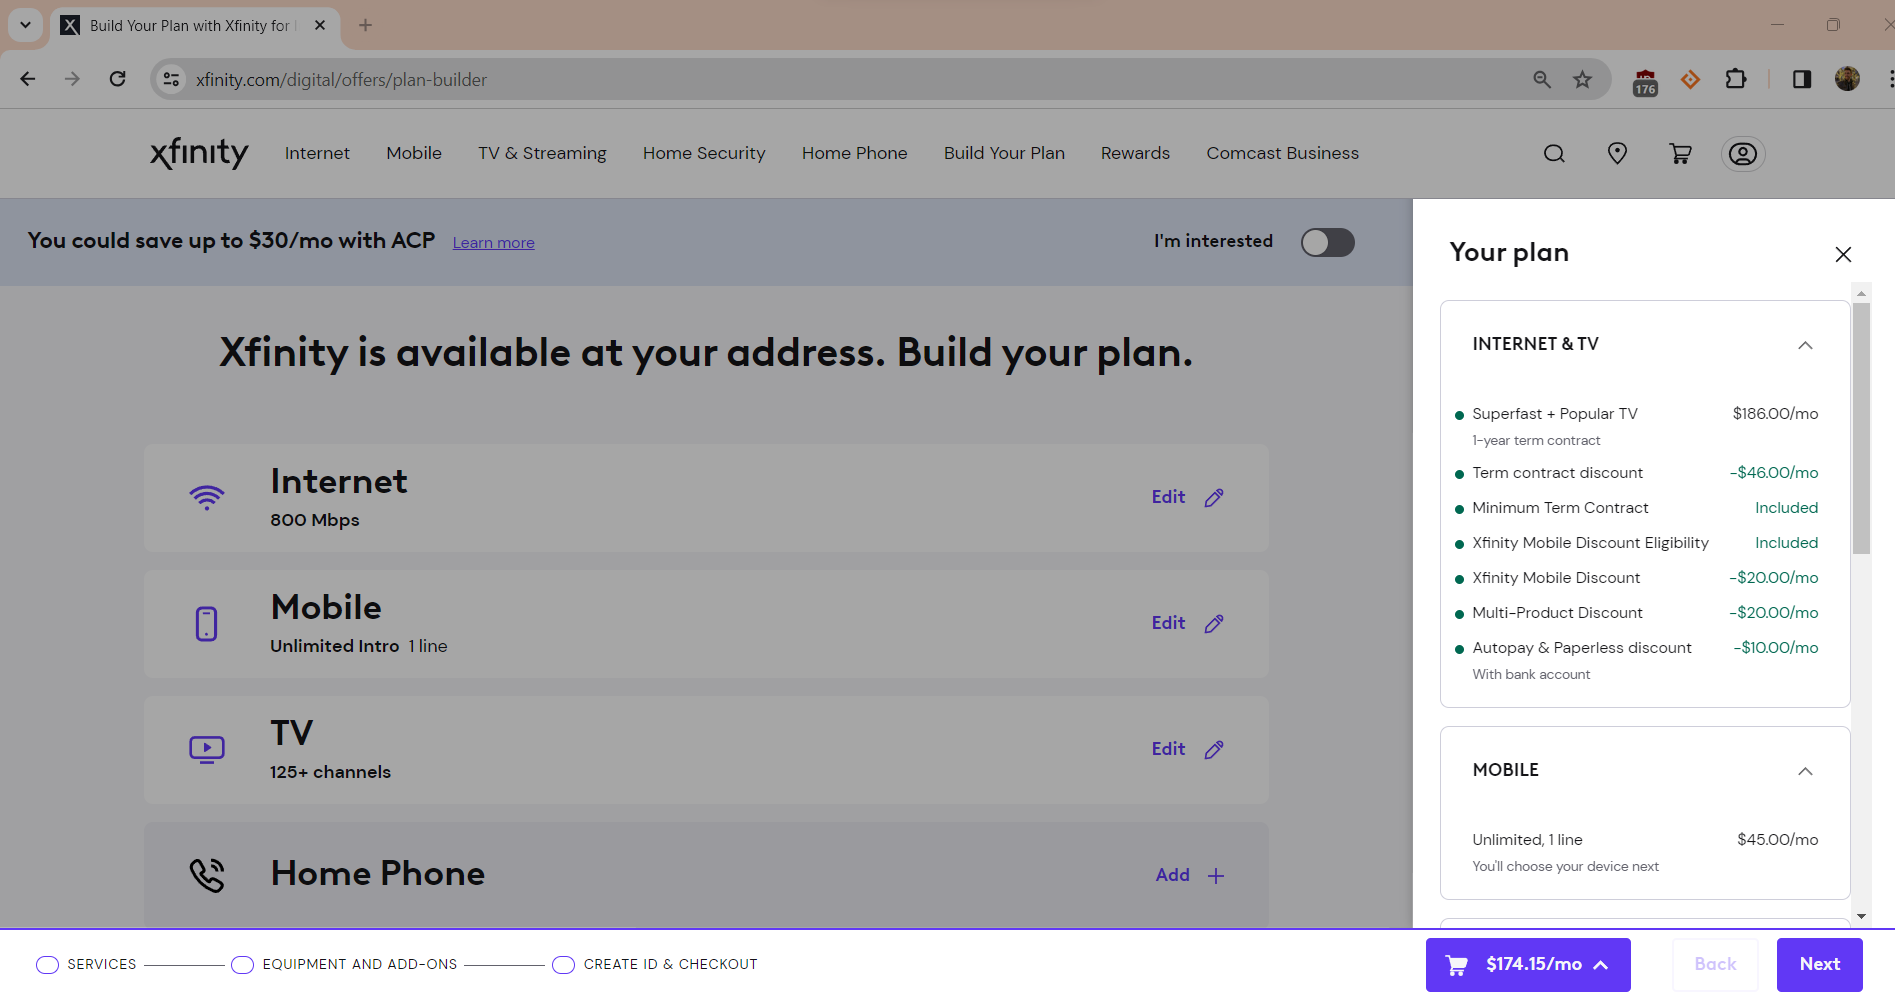 Build Your Plan with Xfinity for
xfinity.com/digital/offers/plan-builder
176
xfinity
Internet
Mobile
TV & Streaming
Home Security
Home Phone
Build Your Plan
Rewards
Comcast Business
You could save up to $30/mo with ACP
Learn more
I'm interested
Xfinity is available at your address. Build your plan.
Internet
800 Mbps
Edit
Mobile
Unlimited Intro 1 line
Edit
TV
125+ channels
Edit
Home Phone
Add
Your plan
INTERNET & TV
Superfast + Popular TV $186.00/mo
1-year term contract
Term contract discount -$46.00/mo
Minimum Term Contract Included
Xfinity Mobile Discount Eligibility Included
Xfinity Mobile Discount -$20.00/mo
Multi-Product Discount -$20.00/mo
Autopay & Paperless discount -$10.00/mo
With bank account
MOBILE
Unlimited, 1 line $45.00/mo
You'll choose your device next
SERVICES
EQUIPMENT AND ADD-ONS
CREATE ID & CHECKOUT
$174.15/mo
Back
Next